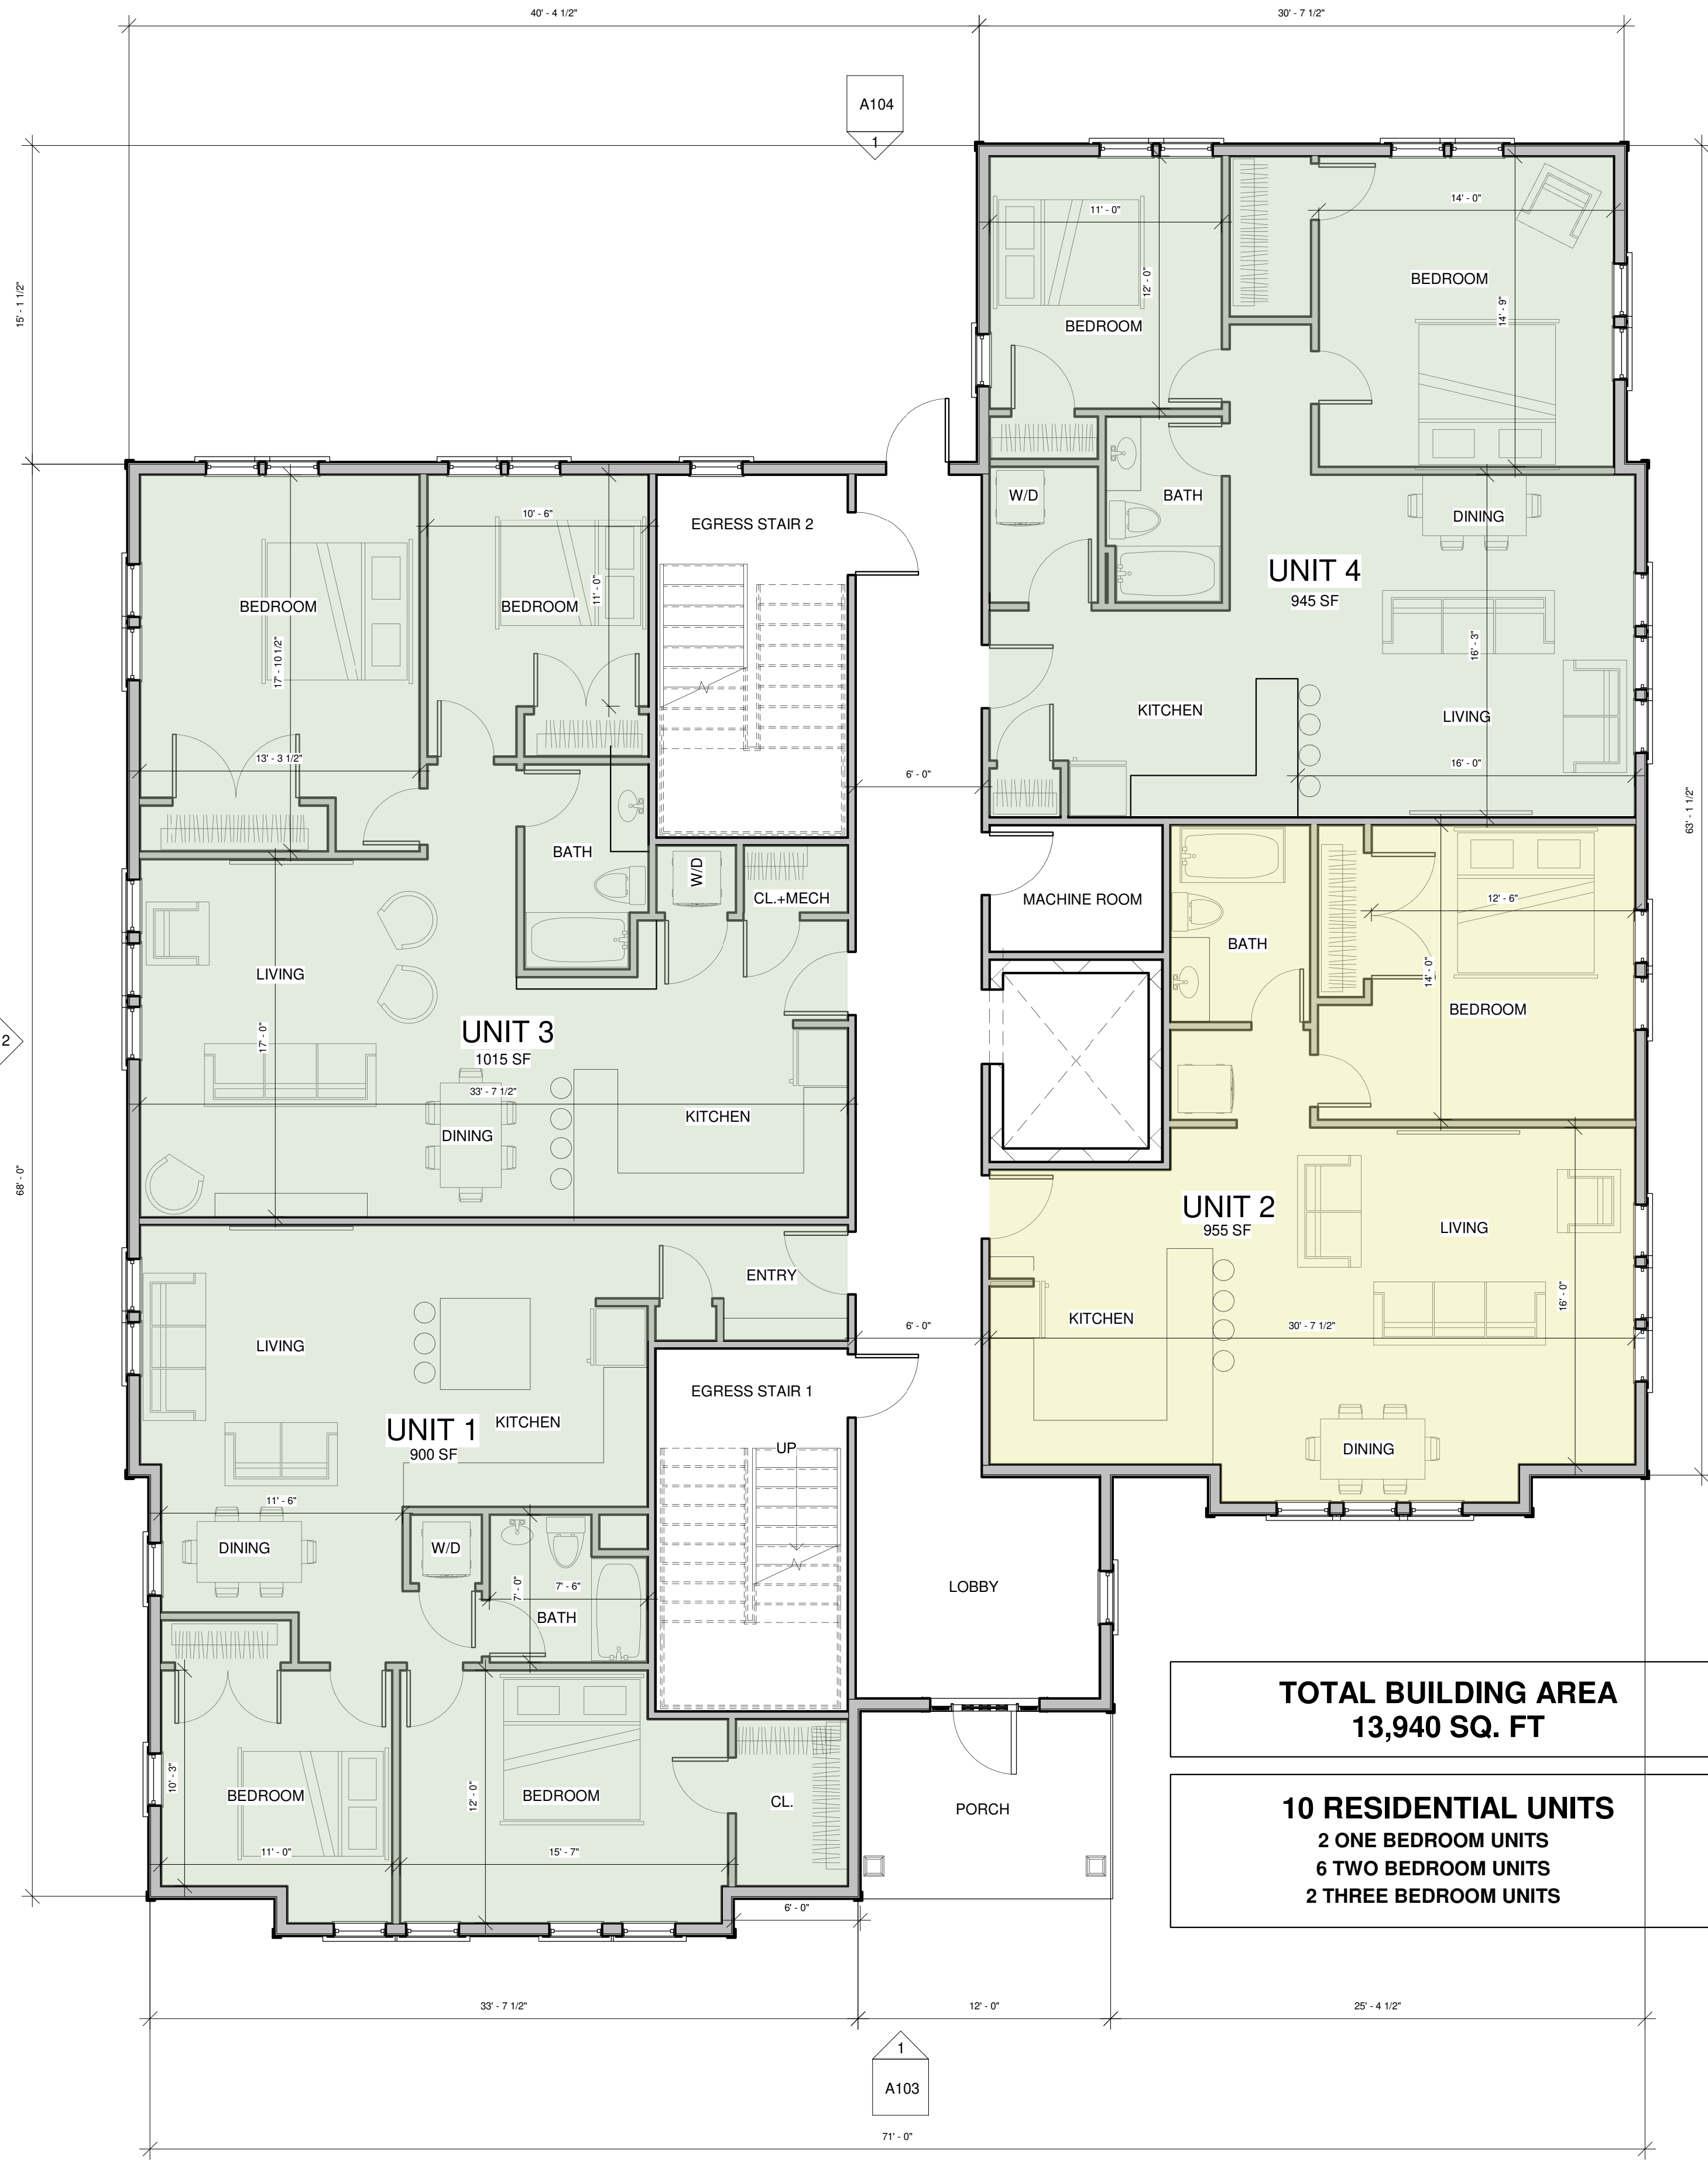 40' - 4 1/2"
30' - 7 1/2"
A104
1
15' - 1 1/2"
11' - 0"
14' - 0"
BEDROOM
12' - 0"
14' - 9"
BEDROOM
W/D
BATH
DINING
10' - 6"
EGRESS STAIR 2
UNIT 4
945 SF
BEDROOM
BEDROOM
11' - 0"
17' - 10 1/2"
16' - 3"
KITCHEN
LIVING
13' - 3 1/2"
6' - 0"
16' - 0"
63' - 1 1/2"
BATH
W/D
CL.+MECH
MACHINE ROOM
12' - 6"
BATH
14' - 0"
LIVING
BEDROOM
2
UNIT 3
1015 SF
17' - 0"
33' - 7 1/2"
KITCHEN
DINING
68' - 0"
UNIT 2
955 SF
LIVING
ENTRY
16' - 0"
KITCHEN
6' - 0"
30' - 7 1/2"
LIVING
EGRESS STAIR 1
UNIT 1
900 SF
KITCHEN
UP
DINING
11' - 6"
DINING
W/D
7' - 0"
7' - 6"
BATH
LOBBY
TOTAL BUILDING AREA
13,940 SQ. FT
10' - 3"
BEDROOM
12' - 0"
BEDROOM
CL.
PORCH
10 RESIDENTIAL UNITS
2 ONE BEDROOM UNITS
6 TWO BEDROOM UNITS
2 THREE BEDROOM UNITS
11' - 0"
15' - 7"
6' - 0"
33' - 7 1/2"
12' - 0"
25' - 4 1/2"
1
A103
71' - 0"